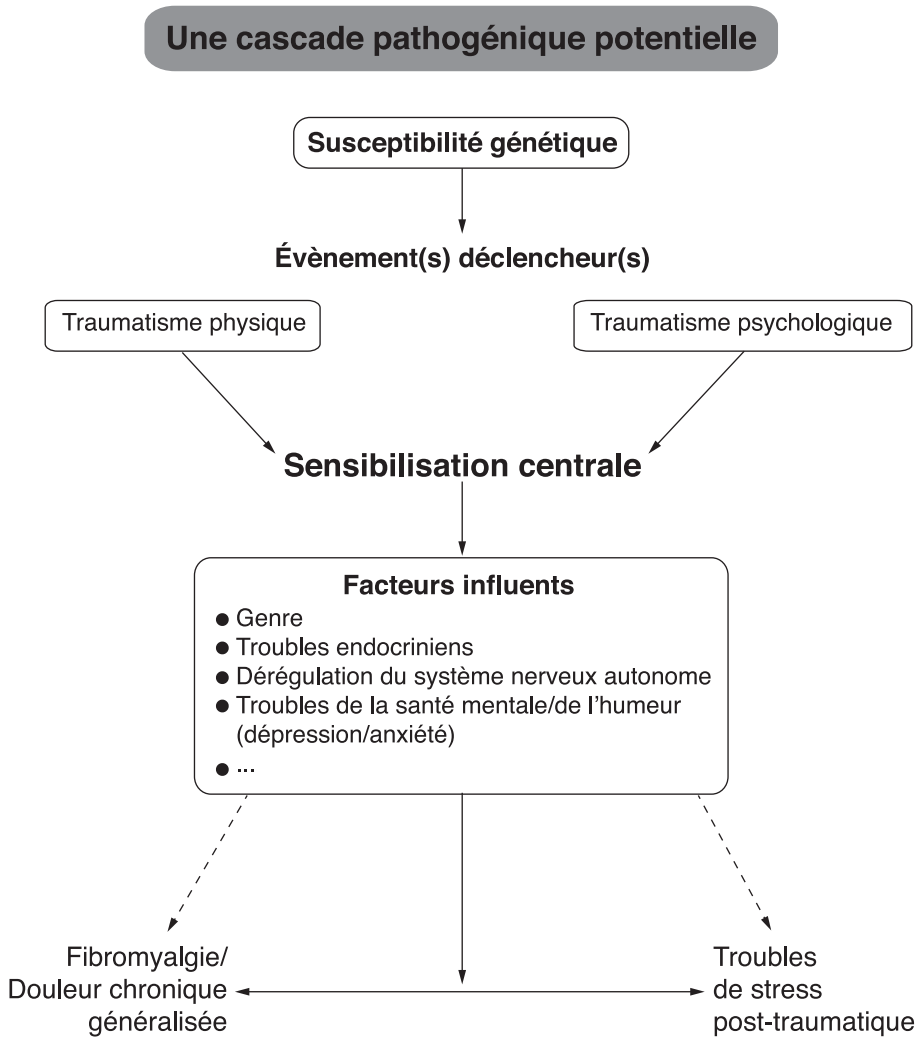 Une cascade pathogénique potentielle
Susceptibilité génétique
Évènement(s) déclencheur(s)
Traumatisme physique
Traumatisme psychologique
Sensibilisation centrale
Facteurs influents
● Genre
● Troubles endocriniens
● Dérégulation du système nerveux autonome
● Troubles de la santé mentale/de l'humeur
(dépression/anxiété)
● ...
Fibromyalgie/
Douleur chronique
généralisée
Troubles
de stress
post-traumatique